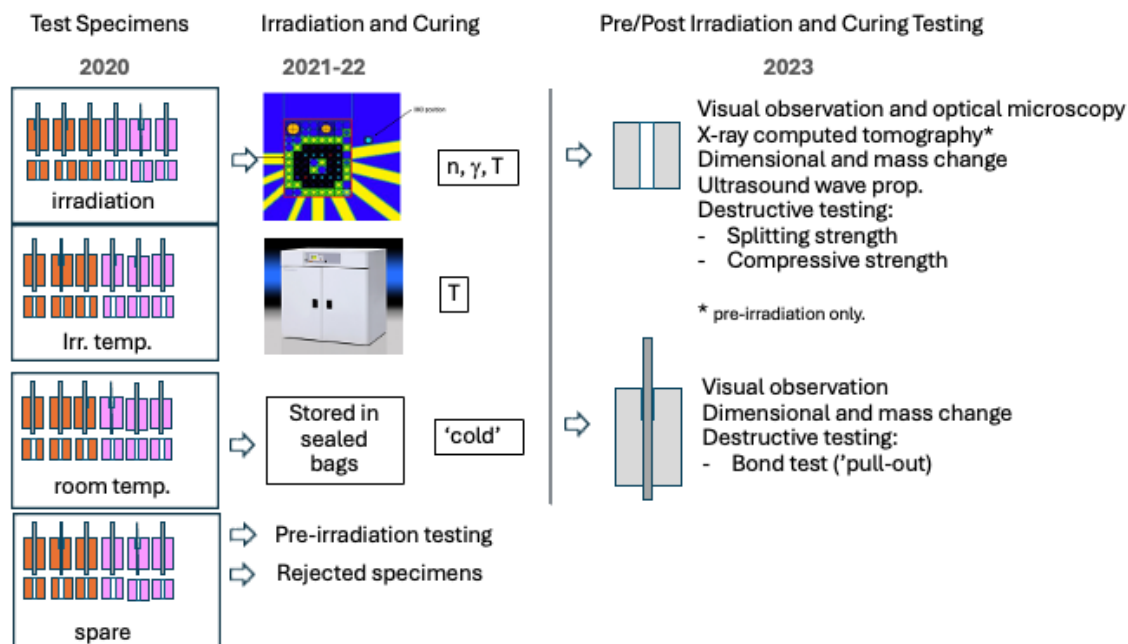 Test Specimens
Irradiation and Curing
Pre/Post Irradiation and Curing Testing
2020
2021-22
2023
irradiation
n, γ, T
Irr. temp.
T
room temp.
Stored in
sealed
bags
‘cold’
spare
Pre-irradiation testing
Rejected specimens
Visual observation and optical microscopy
X-ray computed tomography*
Dimensional and mass change
Ultrasound wave prop.
Destructive testing:
- Splitting strength
- Compressive strength
* pre-irradiation only.
Visual observation
Dimensional and mass change
Destructive testing:
- Bond test (’pull-out)